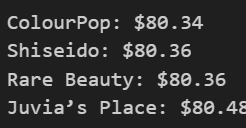 ColourPop: $80.34
Shiseido: $80.36
Rare Beauty: $80.36
Juvia’s Place: $80.48